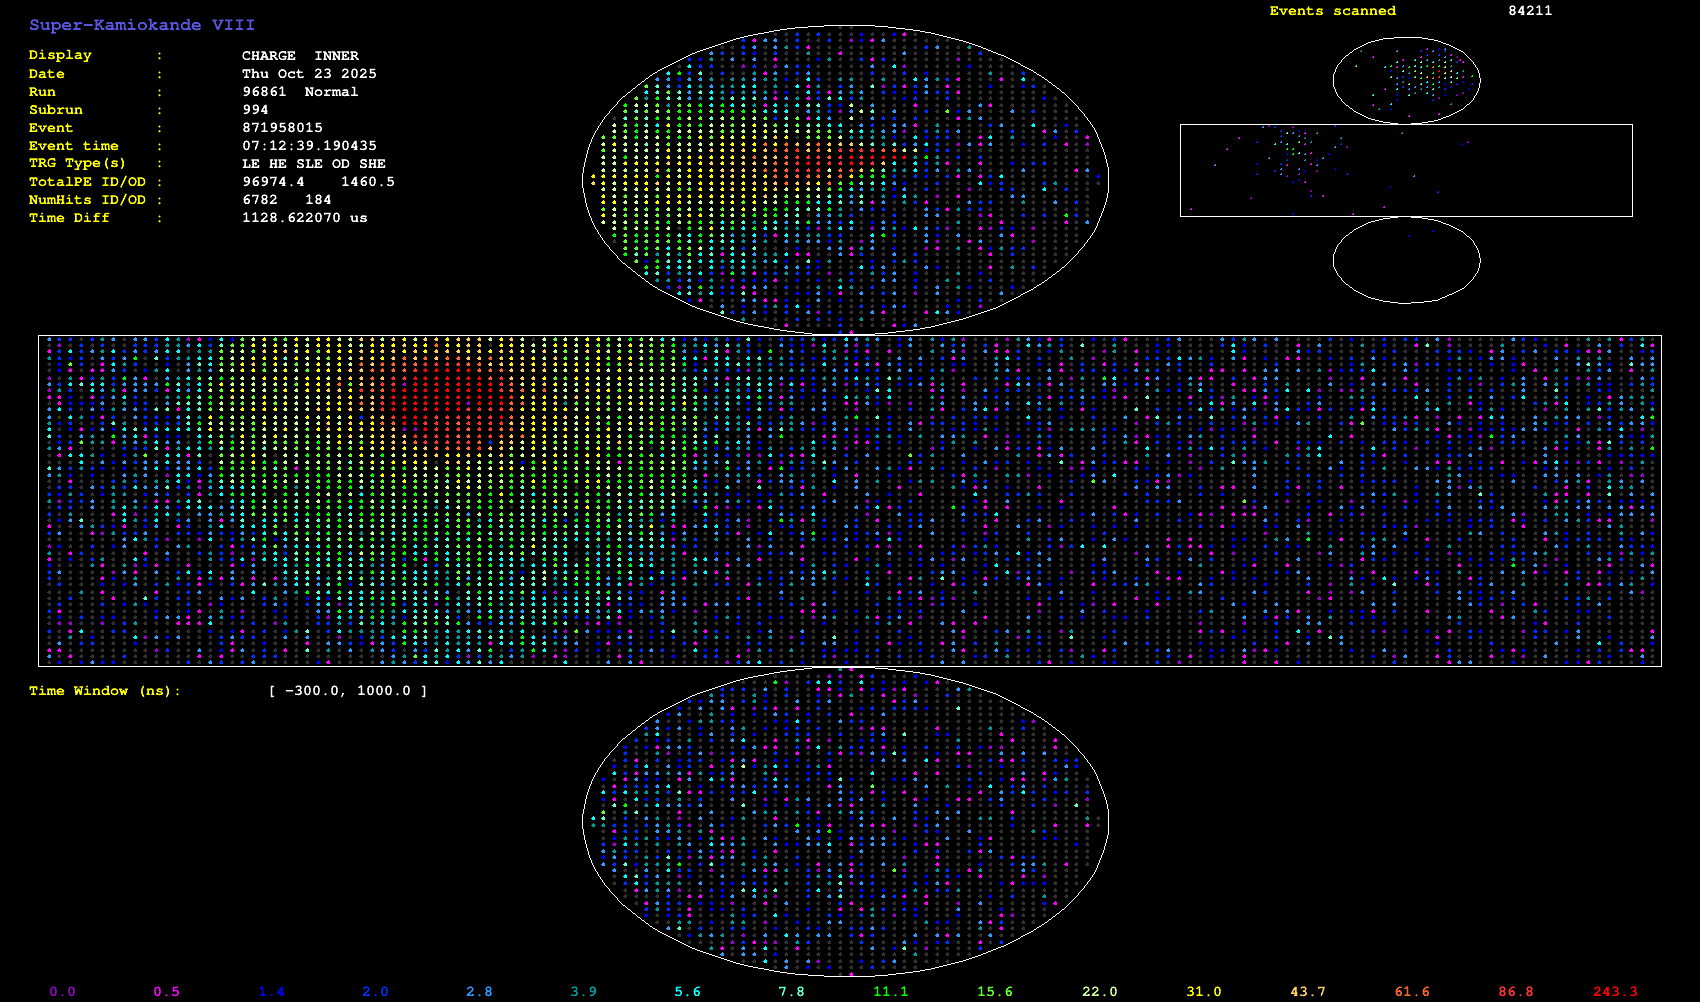 Super-Kamiokande VIII
Events scanned 84211
Display : CHARGE INNER
Date : Thu Oct 23 2025
Run : 96861 Normal
Subrun : 994
Event : 871958015
Event time : 07:12:39.190435
TRG Type(s) : LE HE SLE OD SHE
TotalPE ID/OD : 96974.4 1460.5
NumHits ID/OD : 6782 184
Time Diff : 1128.622070 us
Time Window (ns): [ -300.0, 1000.0 ]
0.0 0.5 1.4 2.0 2.8 3.9 5.6 7.8 11.1 15.6 22.0 31.0 43.7 61.6 86.8 243.3